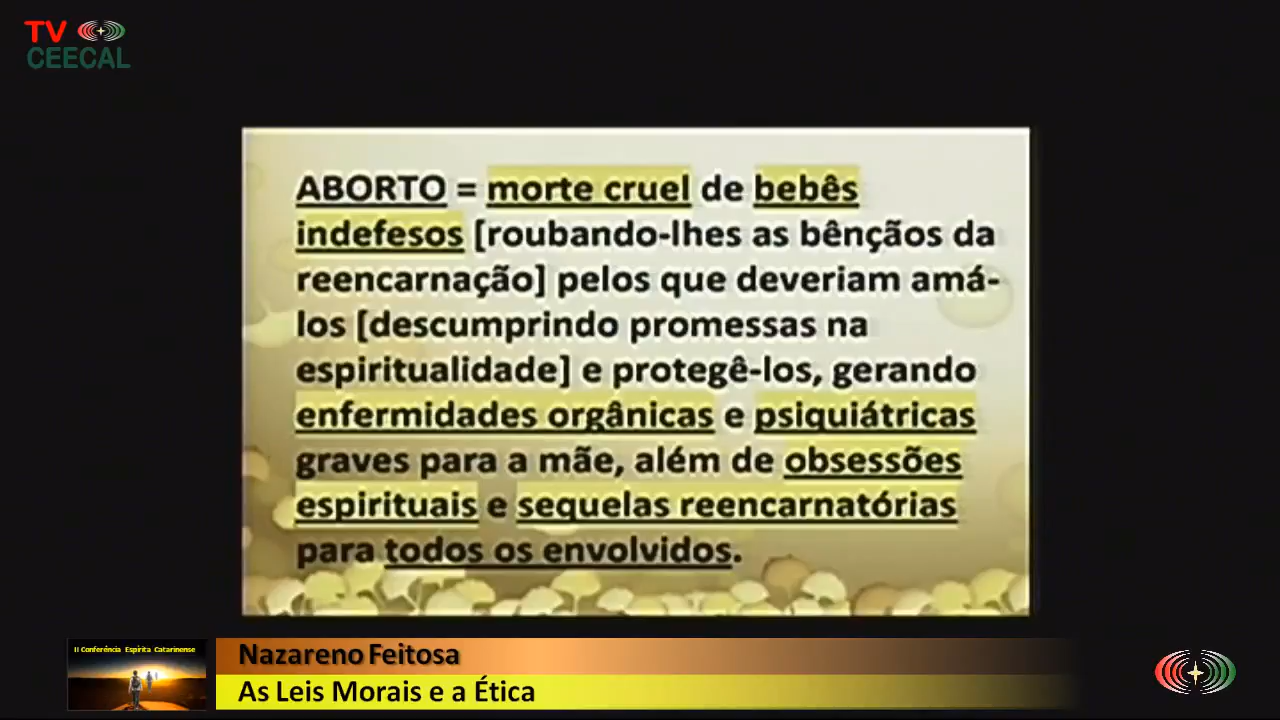 TV
CEECAL
ABORTO = morte cruel de bebês
indefesos [roubando-lhes as bênçãos da
reencarnação] pelos que deveriam amá-
los [descumprindo promessas na
espiritualidade] e protegê-los, gerando
enfermidades orgânicas e psiquiátricas
graves para a mãe, além de obsessões
espirituais e sequelas reencarnatórias
para todos os envolvidos.
II Conferência Espírita Catarinense
Nazareno Feitosa
As Leis Morais e a Ética